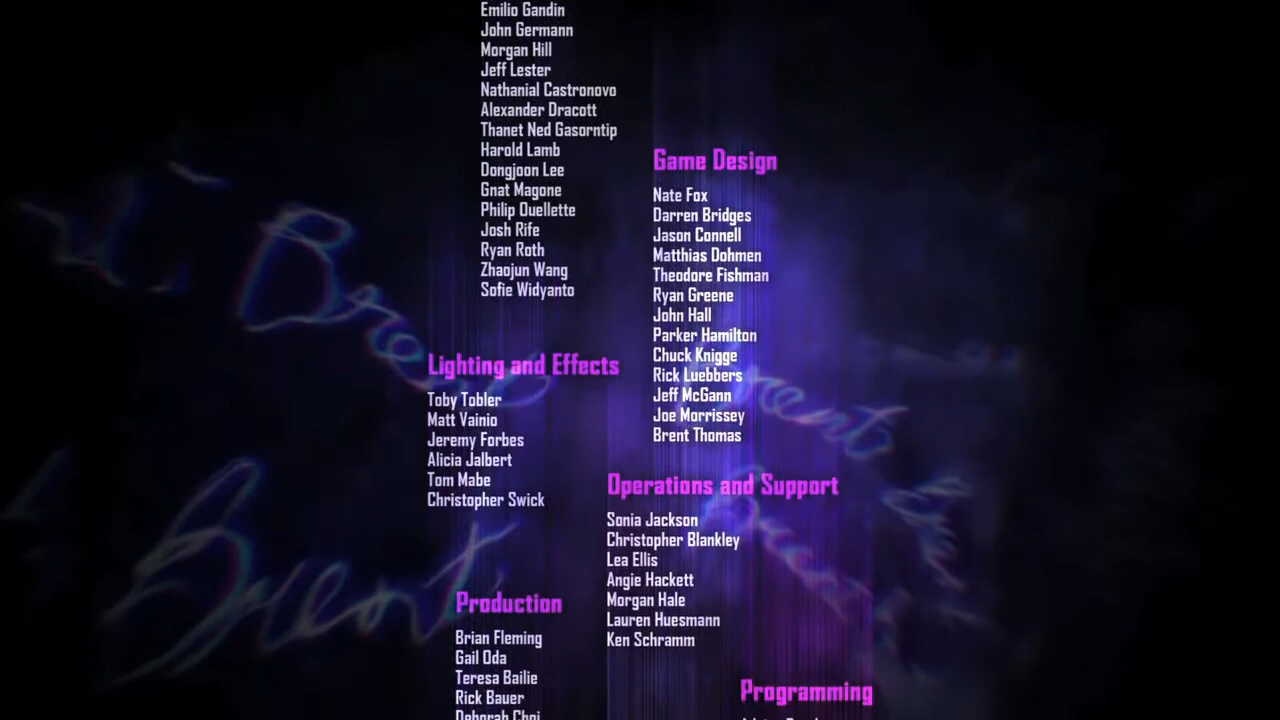 Emilio Gandin
John Germann
Morgan Hill
Jeff Lester
Nathanial Castronovo
Alexander Dracott
Thanet Ned Gasorntip
Harold Lamb
Dongjoon Lee
Gnat Magone
Philip Ouellette
Josh Rife
Ryan Roth
Zhaojun Wang
Sofie Widyanto
Game Design
Nate Fox
Darren Bridges
Jason Connell
Matthias Dohmen
Theodore Fishman
Ryan Greene
John Hall
Parker Hamilton
Chuck Knigge
Rick Luebbers
Jeff McGann
Joe Morrissey
Brent Thomas
Lighting and Effects
Toby Tobler
Matt Vainio
Jeremy Forbes
Alicia Jalbert
Tom Mabe
Christopher Swick
Operations and Support
Sonia Jackson
Christopher Blankley
Lea Ellis
Angie Hackett
Morgan Hale
Lauren Huesmann
Ken Schramm
Production
Brian Fleming
Gail Oda
Teresa Bailie
Rick Bauer
Deborah Choi
Programming
Brent